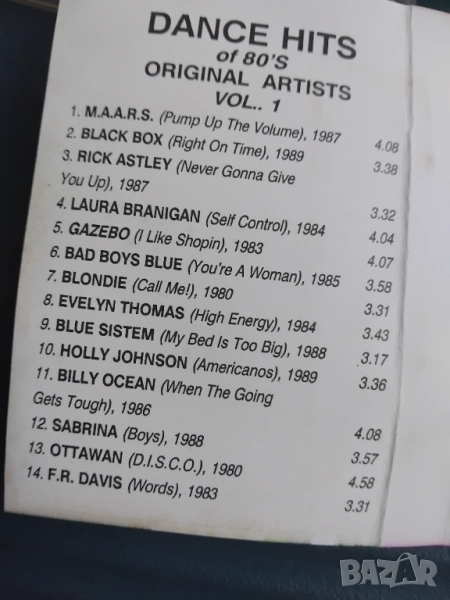 DANCE HITS
of 80'S
ORIGINAL ARTISTS
VOL.. 1
1. M.A.A.R.S. (Pump Up The Volume), 1987 4.08
2. BLACK BOX (Right On Time), 1989 3.38
3. RICK ASTLEY (Never Gonna Give
You Up), 1987 3.32
4. LAURA BRANIGAN (Self Control), 1984 4.04
5. GAZEBO (I Like Shopin), 1983 4.07
6. BAD BOYS BLUE (You're A Woman), 1985 3.58
7. BLONDIE (Call Me!), 1980 3.31
8. EVELYN THOMAS (High Energy), 1984 3.43
9. BLUE SISTEM (My Bed Is Too Big), 1988 3.17
10. HOLLY JOHNSON (Americanos), 1989 3.36
11. BILLY OCEAN (When The Going
Gets Tough), 1986 4.08
12. SABRINA (Boys), 1988 3.57
13. OTTAWAN (D.I.S.C.O.), 1980 4.58
14. F.R. DAVIS (Words), 1983 3.31
BAZAR